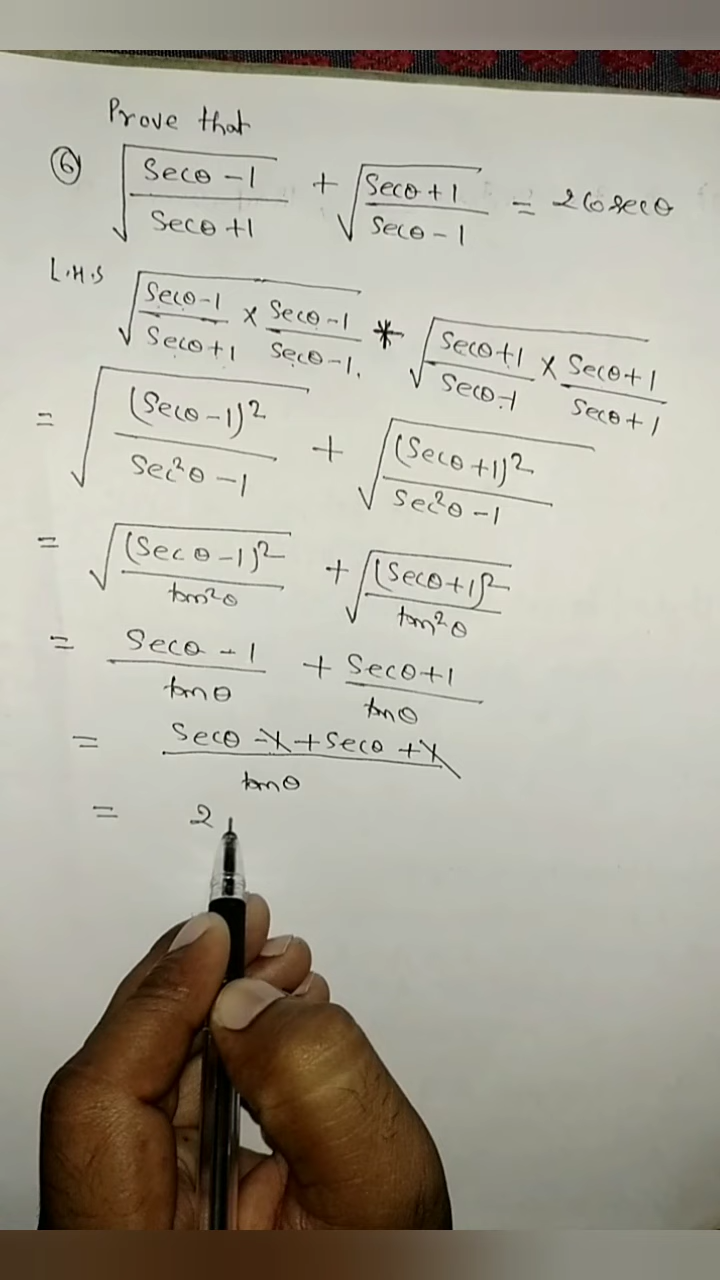 Prove that
⑥ √((Secθ -1)/(Secθ +1)) + √((Secθ +1)/(Secθ -1)) = 2Cosecθ
L.H.S √((Secθ-1)/(Secθ+1) × (Secθ-1)/(Secθ-1.)) * √((Secθ+1)/(Secθ-1) × (Secθ+1)/(Secθ+1))
= √((Secθ-1)²/(Sec²θ -1)) + √((Secθ+1)²/(Sec²θ-1))
= √((Secθ-1)²/tan²θ) + √((Secθ+1)²/tan²θ)
= (Secθ -1)/tanθ + (Secθ+1)/tanθ
= (Secθ -1 + Secθ +1)/tanθ
= 2